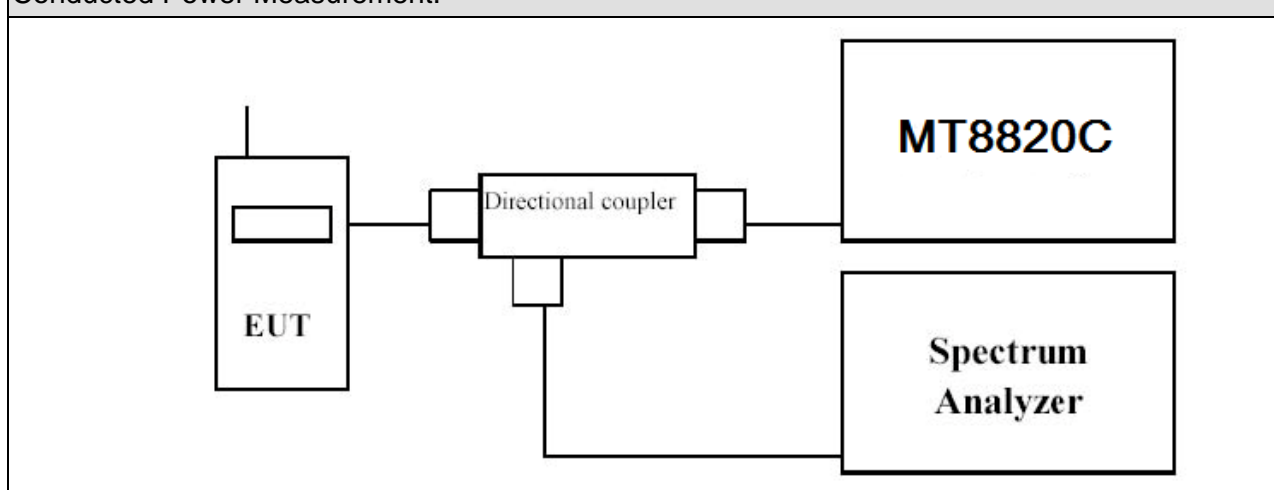 Conducted Power Measurement:
MT8820C
Directional coupler
EUT
Spectrum
Analyzer